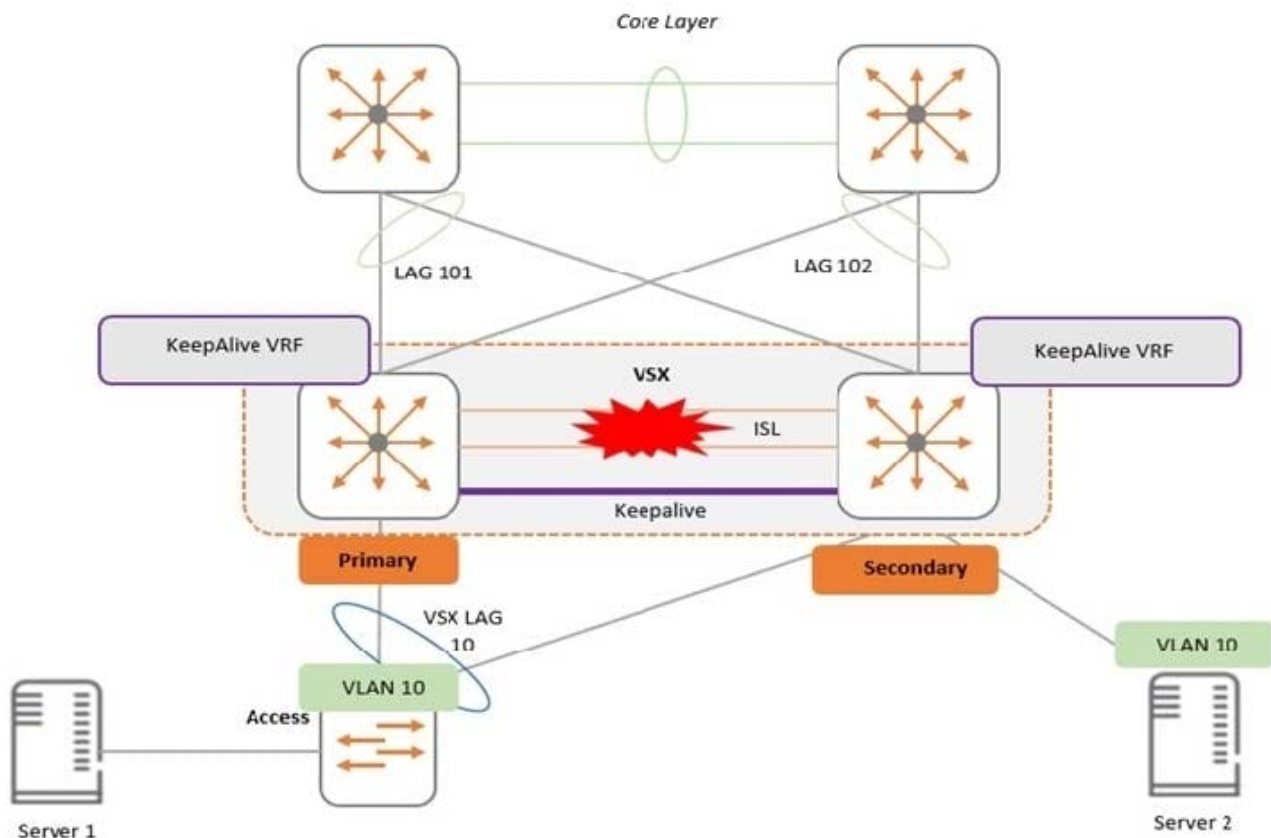 Core Layer
LAG 101
LAG 102
KeepAlive VRF
KeepAlive VRF
VSX
ISL
Keepalive
Primary
Secondary
VSX LAG
10
VLAN 10
VLAN 10
Access
Server 1
Server 2